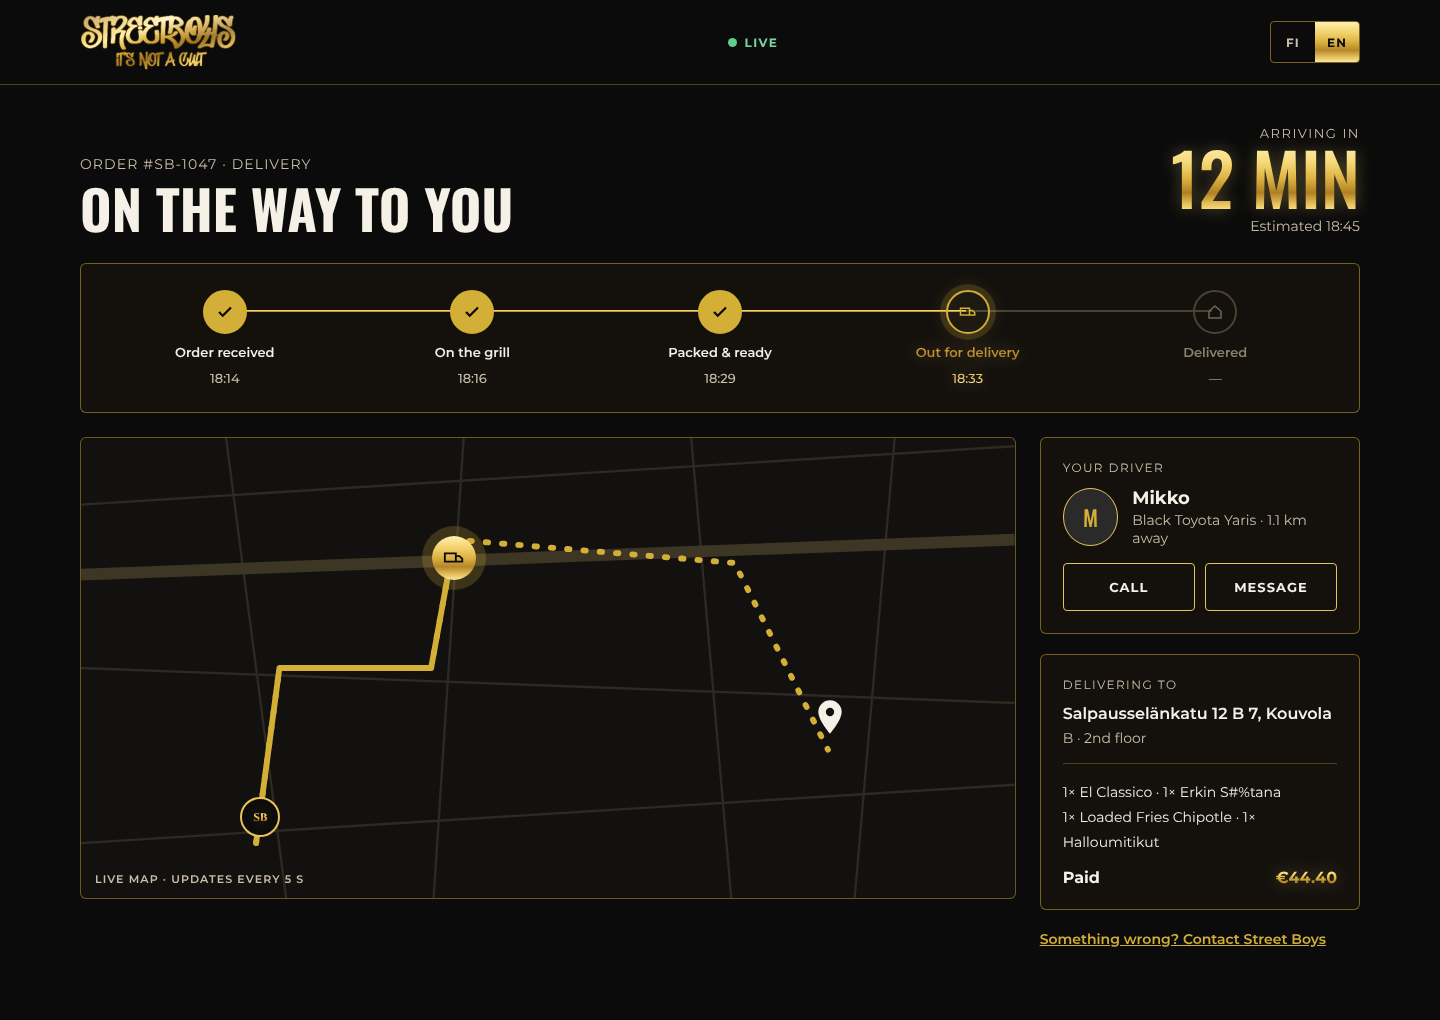 STREETBOYS
IT'S NOT A CULT
LIVE
FI
EN
ORDER #SB-1047 · DELIVERY
ON THE WAY TO YOU
ARRIVING IN
12 MIN
Estimated 18:45
Order received
18:14
On the grill
18:16
Packed & ready
18:29
Out for delivery
18:33
Delivered
—
SB
LIVE MAP · UPDATES EVERY 5 S
YOUR DRIVER
M
Mikko
Black Toyota Yaris · 1.1 km
away
CALL
MESSAGE
DELIVERING TO
Salpausselänkatu 12 B 7, Kouvola
B · 2nd floor
1× El Classico · 1× Erkin S#%tana
1× Loaded Fries Chipotle · 1×
Halloumitikut
Paid
€44.40
Something wrong? Contact Street Boys